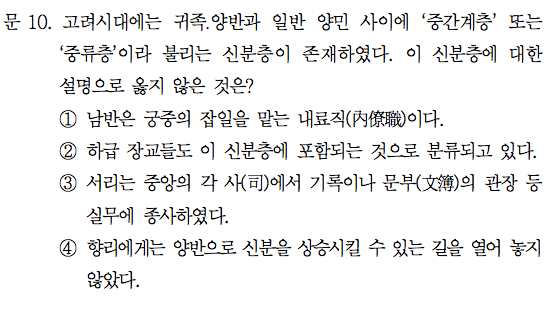 문 10. 고려시대에는 귀족.양반과 일반 양민 사이에 ‘중간계층’ 또는
‘중류층’이라 불리는 신분층이 존재하였다. 이 신분층에 대한
설명으로 옳지 않은 것은?
① 남반은 궁중의 잡일을 맡는 내료직(內僚職)이다.
② 하급 장교들도 이 신분층에 포함되는 것으로 분류되고 있다.
③ 서리는 중앙의 각 사(司)에서 기록이나 문부(文簿)의 관장 등
실무에 종사하였다.
④ 향리에게는 양반으로 신분을 상승시킬 수 있는 길을 열어 놓지
않았다.